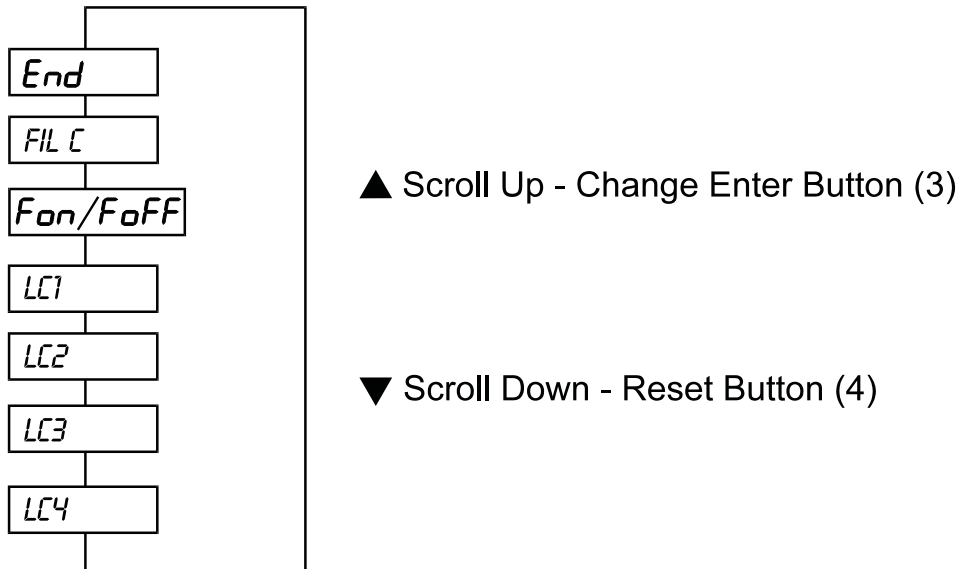 End
FIL C
Fon/FoFF
▲ Scroll Up - Change Enter Button (3)
LC1
LC2
▼ Scroll Down - Reset Button (4)
LC3
LC4